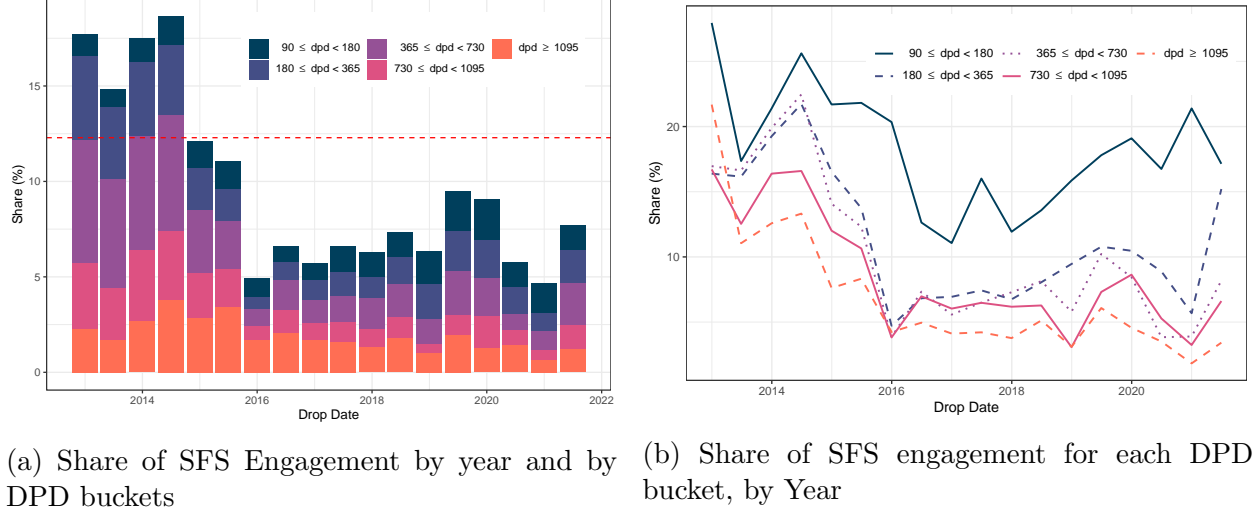 90 ≤ dpd < 180 365 ≤ dpd < 730 dpd ≥ 1095
180 ≤ dpd < 365 730 ≤ dpd < 1095
15
10
5
0
Share (%)
2014 2016 2018 2020 2022
Drop Date
(a) Share of SFS Engagement by year and by
DPD buckets
90 ≤ dpd < 180 365 ≤ dpd < 730 dpd ≥ 1095
180 ≤ dpd < 365 730 ≤ dpd < 1095
20
10
Share (%)
2014 2016 2018 2020
Drop Date
(b) Share of SFS engagement for each DPD
bucket, by Year